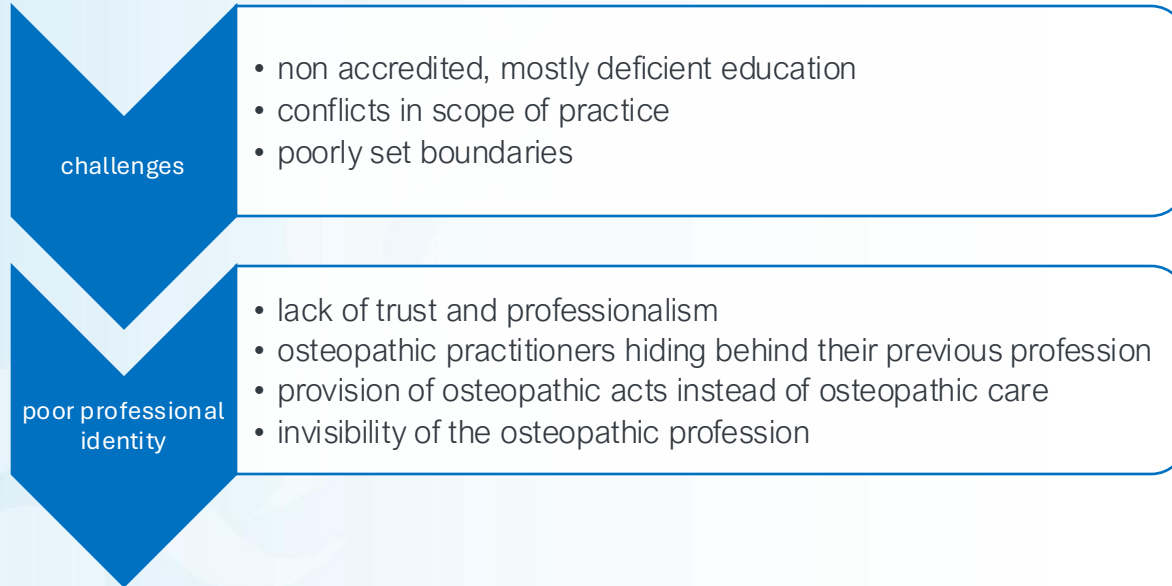 challenges
• non accredited, mostly deficient education
• conflicts in scope of practice
• poorly set boundaries
poor professional
identity
• lack of trust and professionalism
• osteopathic practitioners hiding behind their previous profession
• provision of osteopathic acts instead of osteopathic care
• invisibility of the osteopathic profession